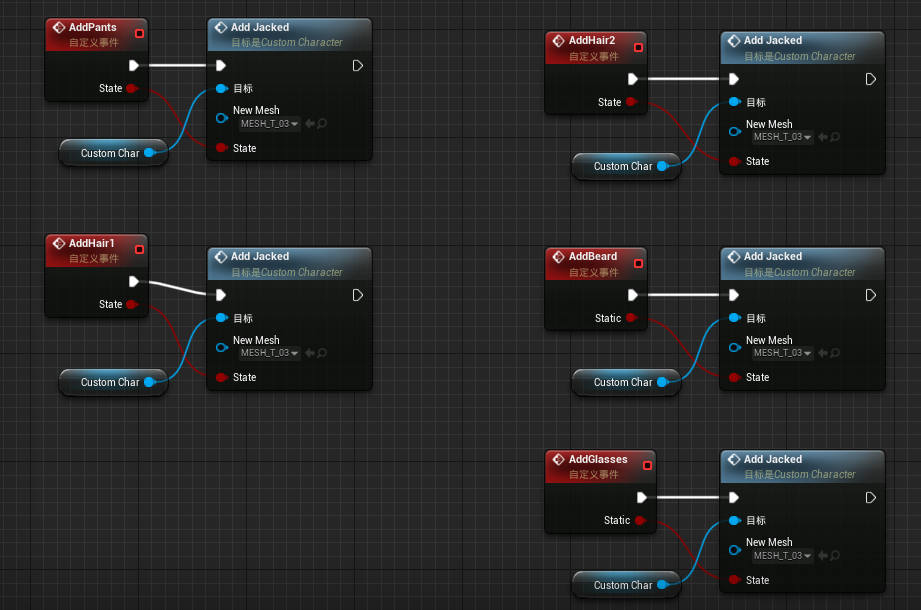 AddPants
自定义事件
State
Custom Char
Add Jacked
目标是Custom Character
目标
New Mesh
MESH_T_03
State
AddHair2
自定义事件
State
Custom Char
Add Jacked
目标是Custom Character
目标
New Mesh
MESH_T_03
State
AddHair1
自定义事件
State
Custom Char
Add Jacked
目标是Custom Character
目标
New Mesh
MESH_T_03
State
AddBeard
自定义事件
Static
Custom Char
Add Jacked
目标是Custom Character
目标
New Mesh
MESH_T_03
State
AddGlasses
自定义事件
Static
Custom Char
Add Jacked
目标是Custom Character
目标
New Mesh
MESH_T_03
State